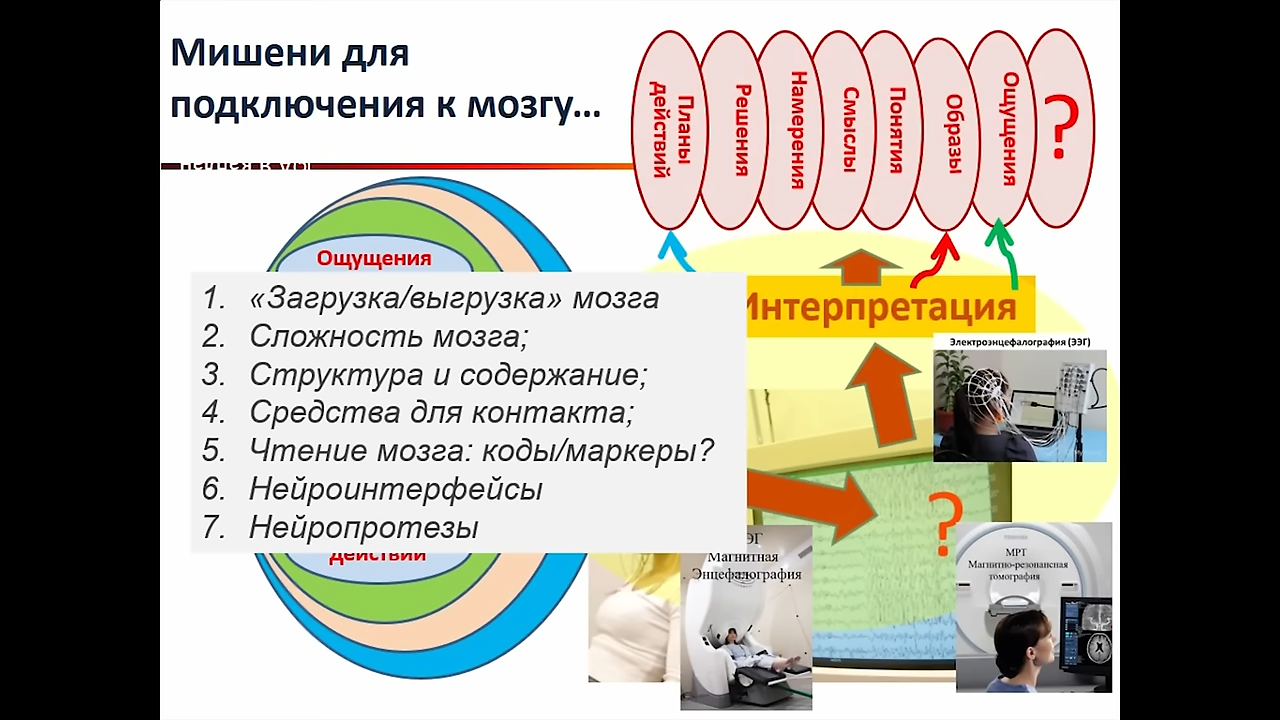 Мишени для
подключения к мозгу...
Планы
действий
Решения
Намерения
Смыслы
Понятия
Образы
Ощущения
?
Ощущения
1. «Загрузка/выгрузка» мозга
2. Сложность мозга;
3. Структура и содержание;
4. Средства для контакта;
5. Чтение мозга: коды/маркеры?
6. Нейроинтерфейсы
7. Нейропротезы
действий
Интерпретация
Электроэнцефалография (ЭЭГ)
?
ЭГ
Магнитная
Энцефалография
МРТ
Магнитно-резонансная
томография